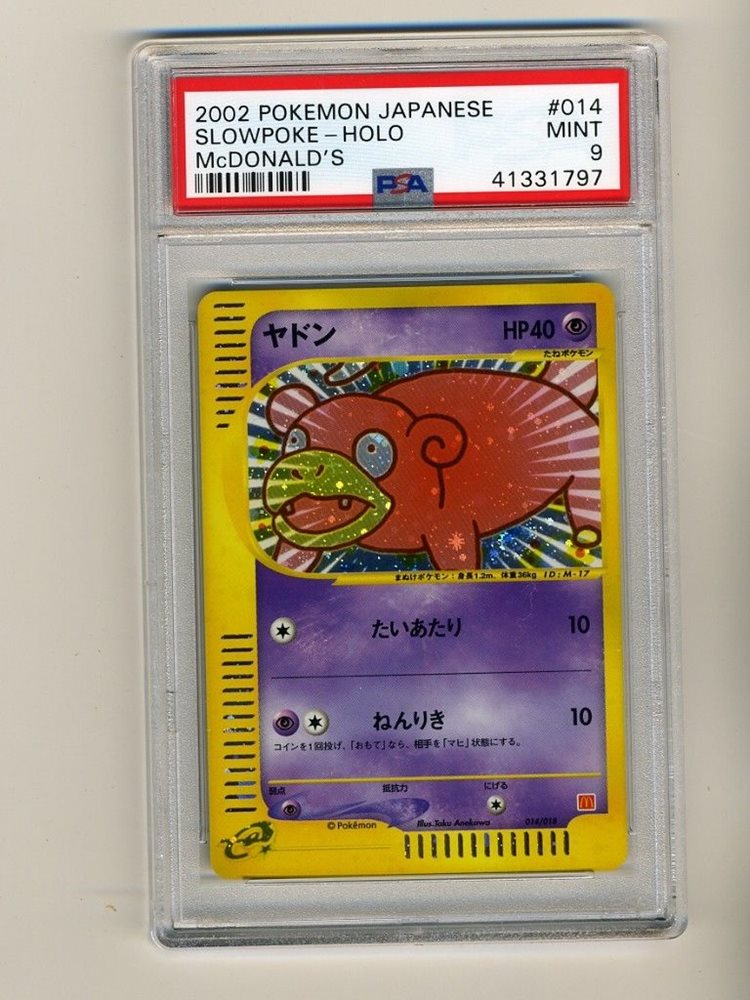 2002 POKEMON JAPANESE #014
SLOWPOKE - HOLO MINT
McDONALD'S 9
PSA 41331797
ヤドン HP40
たねポケモン
まぬけポケモン：身長1.2m、体重36kg ID:M-17
たいあたり 10
ねんりき 10
コインを1回投げ、「おもて」なら、相手を「マヒ」状態にする。
弱点 抵抗力 にげる
©Pokémon Illus.Taku Anekawa 014/018